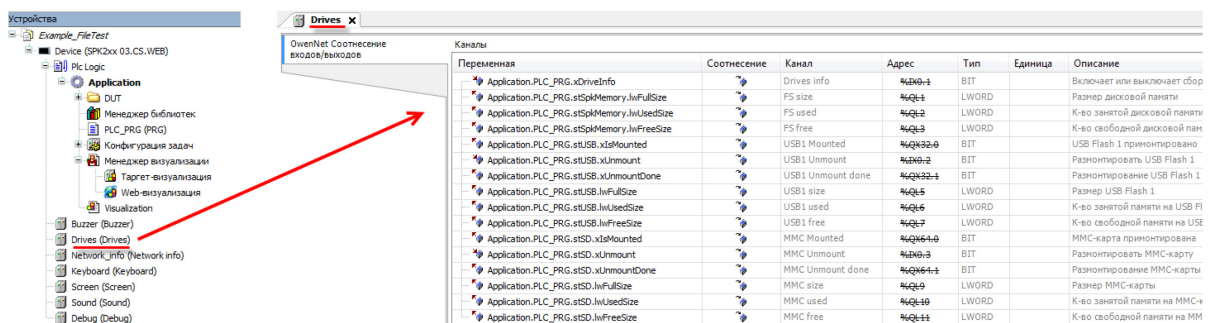 Устройства
Example_FileTest
Device (SPK2xx 03.CS.WEB)
Plc Logic
Application
DUT
Менеджер библиотек
PLC_PRG (PRG)
Конфигурация задач
Менеджер визуализации
Таргет-визуализация
Web-визуализация
Visualization
Buzzer (Buzzer)
Drives (Drives)
Network_info (Network info)
Keyboard (Keyboard)
Screen (Screen)
Sound (Sound)
Debug (Debug)
Drives x
OwenNet Соотнесение
входов/выходов
Каналы
Переменная Соотнесение Канал Адрес Тип Единица Описание
Application.PLC_PRG.xDriveInfo Drives info %IX0.1 BIT Включает или выключает сбор
Application.PLC_PRG.stSpkMemory.lwFullSize FS size %QL1 LWORD Размер дисковой памяти
Application.PLC_PRG.stSpkMemory.lwUsedSize FS used %QL2 LWORD К-во занятой дисковой памяти
Application.PLC_PRG.stSpkMemory.lwFreeSize FS free %QL3 LWORD К-во свободной дисковой пам
Application.PLC_PRG.stUSB.xIsMounted USB1 Mounted %QX32.0 BIT USB Flash 1 примонтировано
Application.PLC_PRG.stUSB.xUnmount USB1 Unmount %IX0.2 BIT Размонтировать USB Flash 1
Application.PLC_PRG.stUSB.xUnmountDone USB1 Unmount done %QX32.1 BIT Размонтирование USB Flash 1
Application.PLC_PRG.stUSB.lwFullSize USB1 size %QL5 LWORD Размер USB Flash 1
Application.PLC_PRG.stUSB.lwUsedSize USB1 used %QL6 LWORD К-во занятой памяти на USB Fl
Application.PLC_PRG.stUSB.lwFreeSize USB1 free %QL7 LWORD К-во свободной памяти на USE
Application.PLC_PRG.stSD.xIsMounted MMC Mounted %QX64.0 BIT MMC-карта примонтирована
Application.PLC_PRG.stSD.xUnmount MMC Unmount %IX0.3 BIT Размонтировать MMC-карту
Application.PLC_PRG.stSD.xUnmountDone MMC Unmount done %QX64.1 BIT Размонтирование MMC-карты
Application.PLC_PRG.stSD.lwFullSize MMC size %QL9 LWORD Размер MMC-карты
Application.PLC_PRG.stSD.lwUsedSize MMC used %QL10 LWORD К-во занятой памяти на MMC-к
Application.PLC_PRG.stSD.lwFreeSize MMC free %QL11 LWORD К-во свободной памяти на MM